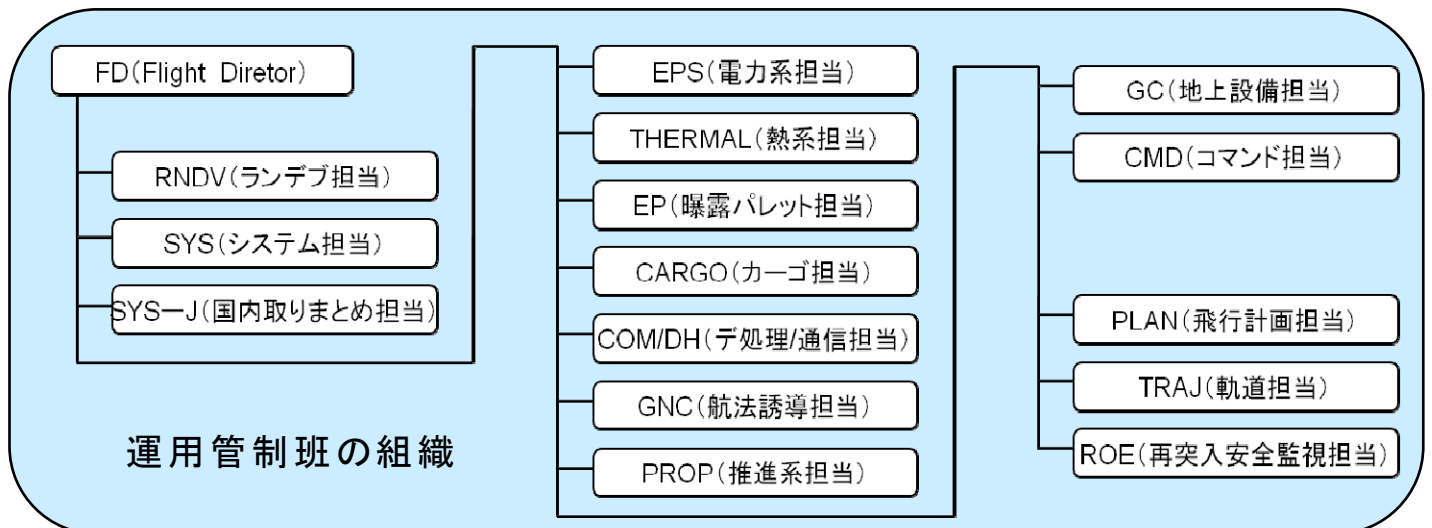 FD(Flight Diretor)
RNDV(ランデブ担当)
SYS(システム担当)
SYSー J(国内取りまとめ担当)
運用管制班の組織
EPS(電力系担当)
THERMAL(熱系担当)
EP(曝露パレット担当)
CARGO(カーゴ担当)
COM/DH(デ処理/通信担当)
GNC(航法誘導担当)
PROP(推進系担当)
GC(地上設備担当)
CMD(コマンド担当)
PLAN(飛行計画担当)
TRAJ(軌道担当)
ROE(再突入安全監視担当)